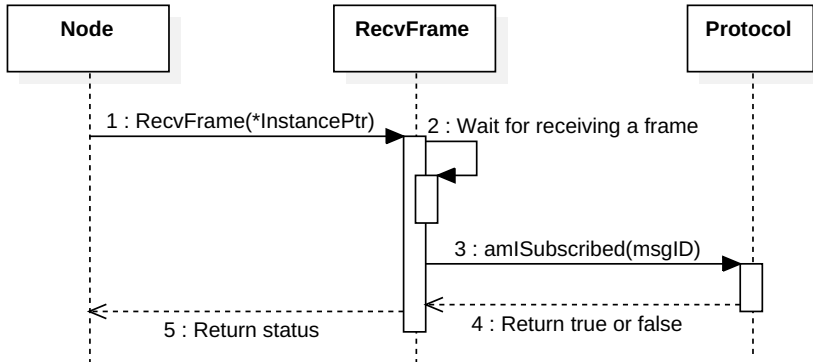 Node
RecvFrame
Protocol
1 : RecvFrame(*InstancePtr)
2 : Wait for receiving a frame
3 : amISubscribed(msgID)
4 : Return true or false
5 : Return status